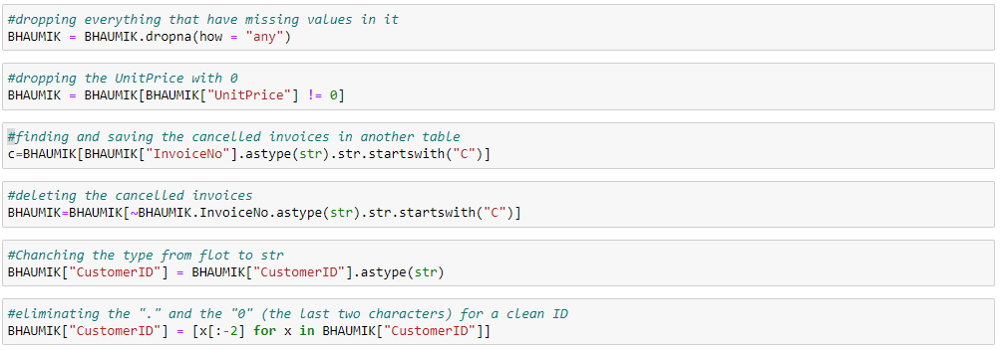 #dropping everything that have missing values in it
BHAUMIK = BHAUMIK.dropna(how = "any")
#dropping the UnitPrice with 0
BHAUMIK = BHAUMIK[BHAUMIK["UnitPrice"] != 0]
#finding and saving the cancelled invoices in another table
c=BHAUMIK[BHAUMIK["InvoiceNo"].astype(str).str.startswith("C")]
#deleting the cancelled invoices
BHAUMIK=BHAUMIK[~BHAUMIK.InvoiceNo.astype(str).str.startswith("C")]
#Chanching the type from flot to str
BHAUMIK["CustomerID"] = BHAUMIK["CustomerID"].astype(str)
#eliminating the "." and the "0" (the last two characters) for a clean ID
BHAUMIK["CustomerID"] = [x[:-2] for x in BHAUMIK["CustomerID"]]